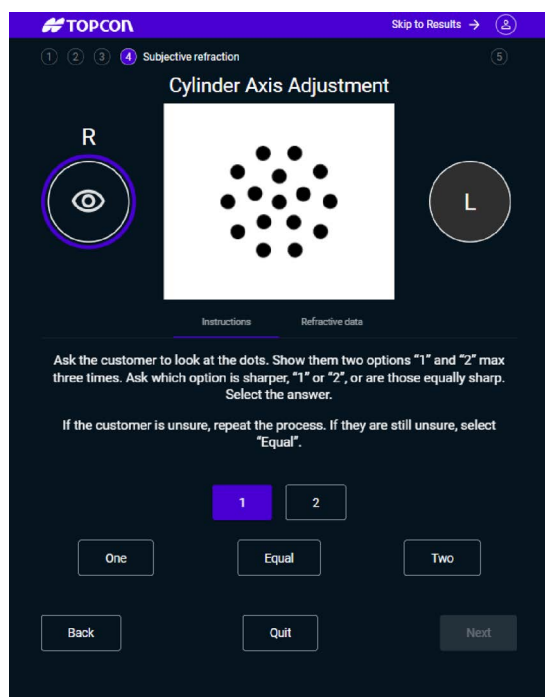 TOPCON
Skip to Results →
1 2 3 4 Subjective refraction 5
Cylinder Axis Adjustment
R
L
Instructions Refractive data
Ask the customer to look at the dots. Show them two options “1” and “2” max
three times. Ask which option is sharper, “1” or “2”, or are those equally sharp.
Select the answer.
If the customer is unsure, repeat the process. If they are still unsure, select
“Equal”.
1 2
One Equal Two
Back Quit Next